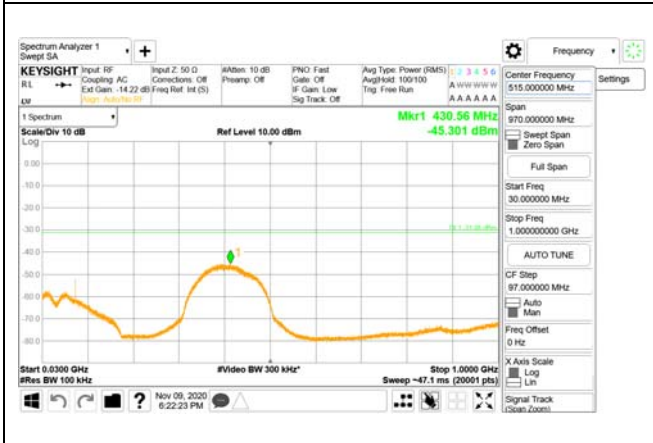 Spectrum Analyzer 1
Swept SA
Frequency
KEYSIGHT
Input: RF
Coupling: AC
Ext Gain: -14.22 dB
Align: Auto/No RF
Input Z: 50 Ω
Corrections: Off
Freq Ref: Int (S)
#Atten: 10 dB
Preamp: Off
PNO: Fast
Gate: Off
IF Gain: Low
Sig Track: Off
Avg Type: Power (RMS)
Avg|Hold: 100/100
Trig: Free Run
1 2 3 4 5 6
A W W W W W
A A A A A A
RL
1 Spectrum
Scale/Div 10 dB
Ref Level 10.00 dBm
Mkr1 430.56 MHz
-45.301 dBm
Log
0.00
-10.0
-20.0
-30.0
-40.0
-50.0
-60.0
-70.0
-80.0
1
Start 0.0300 GHz
#Res BW 100 kHz
#Video BW 300 kHz*
Stop 1.0000 GHz
Sweep ~47.1 ms (20001 pts)
Nov 09, 2020
6:22:23 PM
Center Frequency
515.000000 MHz
Settings
Span
970.000000 MHz
Swept Span
Zero Span
Full Span
Start Freq
30.000000 MHz
Stop Freq
1.000000000 GHz
AUTO TUNE
CF Step
97.000000 MHz
Auto
Man
Freq Offset
0 Hz
X Axis Scale
Log
Lin
Signal Track
(Span Zoom)